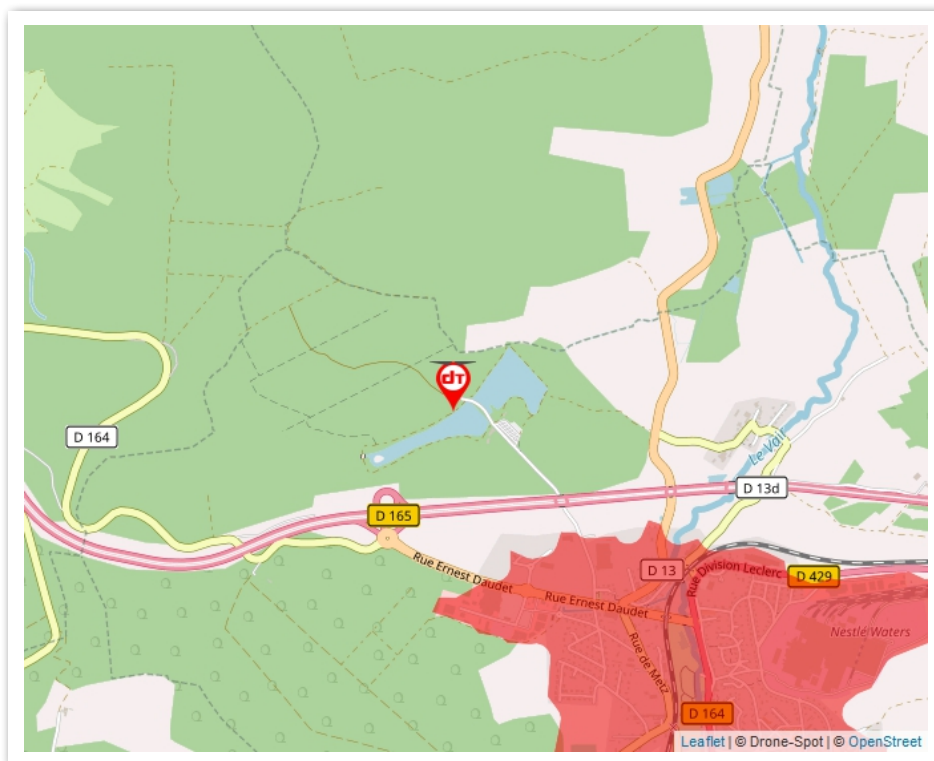 dT
D 164
Le Vair
D 13d
D 165
Rue Ernest Daudet
Rue Ernest Daudet
D 13
Rue Division Leclerc
D 429
Nestlé Waters
Rue de Metz
D 164
Leaflet | © Drone-Spot | © OpenStreet